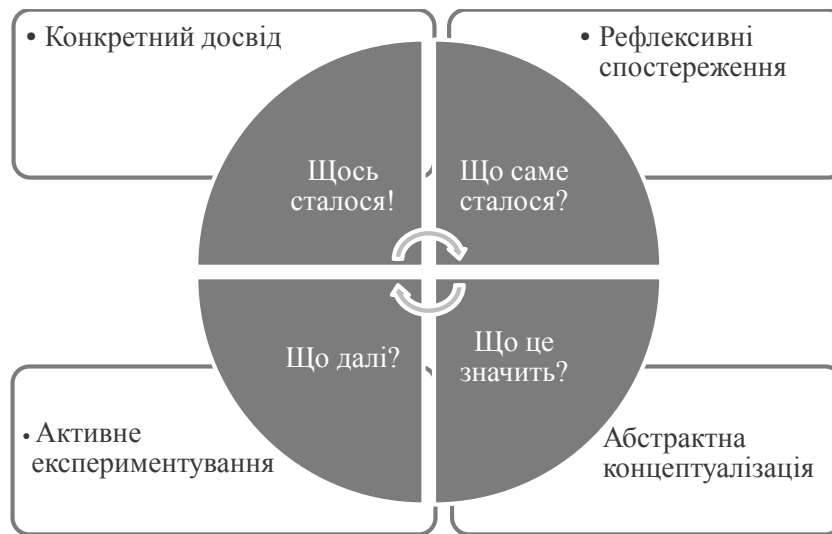 • Конкретний досвід
• Рефлексивні
спостереження
Щось
сталося!
Що саме
сталося?
Що далі?
Що це
значить?
• Активне
експериментування
Абстрактна
концептуалізація